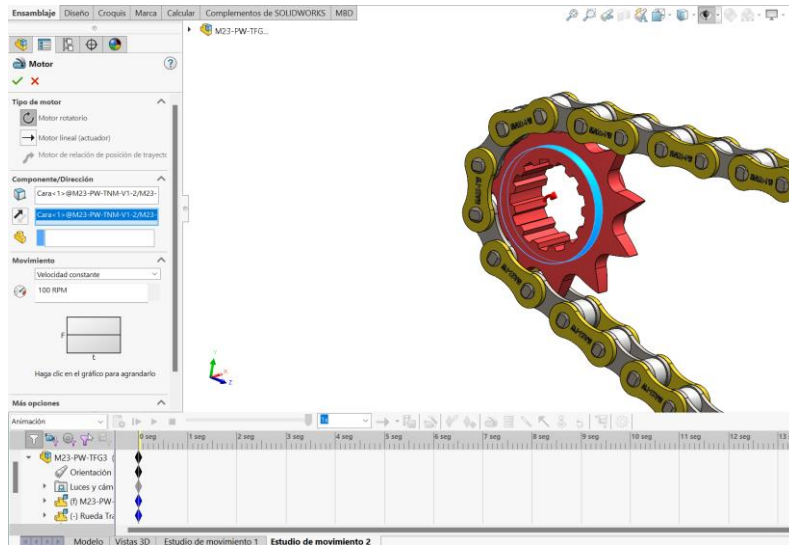 Ensamblaje Diseño Croquis Marca Calcular Complementos de SOLIDWORKS MBD
M23-PW-TFG...
Motor
Tipo de motor
Motor rotatorio
Motor lineal (actuador)
Motor de relación de posición de trayect
Componente/Dirección
Cara<1>@M23-PW-TNM-V1-2/M23-
Cara<1>@M23-PW-TNM-V1-2/M23-
Movimiento
Velocidad constante
100 RPM
F
t
Haga clic en el gráfico para agrandarlo
Más opciones
Y
X
Z
Animación
1x
0 seg 1 seg 2 seg 3 seg 4 seg 5 seg 6 seg 7 seg 8 seg 9 seg 10 seg 11 seg 12 seg 13
M23-PW-TFG3 (
Orientación
Luces y cám
(f) M23-PW-
(-) Rueda Tra
Modelo Vistas 3D Estudio de movimiento 1 Estudio de movimiento 2